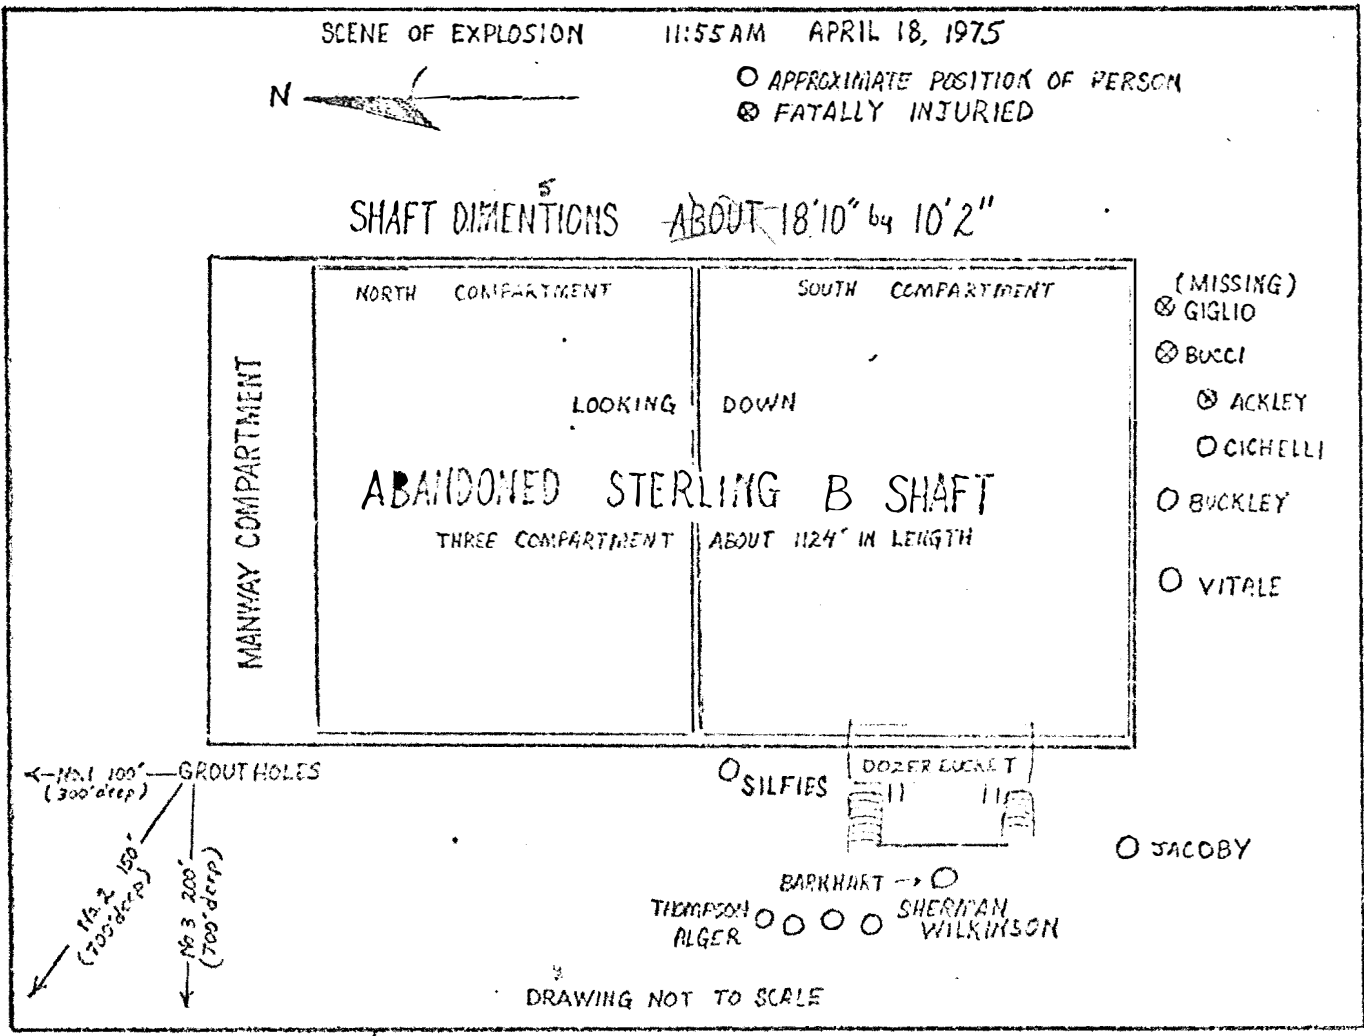 SCENE OF EXPLOSION 11:55AM APRIL 18, 1975
N
APPROXIMATE POSITION OF PERSON
FATALLY INJURIED
S
SHAFT DIMENTIONS ABOUT 18'10" by 10'2"
NORTH COMPARTMENT
SOUTH COMPARTMENT
MANWAY COMPARTMENT
LOOKING DOWN
ABANDONED STERLING B SHAFT
THREE COMPARTMENT ABOUT 1124' IN LENGTH
(MISSING)
GIGLIO
BUCCI
ACKLEY
CICHELLI
BUCKLEY
VITALE
No.1 100'
(300' deep)
GROUT HOLES
No. 2 150'
(700' deep)
No 3 200'
(700' deep)
SILFIES
DOZER BUCKET
JACOBY
BARKHART
THOMPSON
ALGER
SHERMAN
WILKINSON
DRAWING NOT TO SCALE